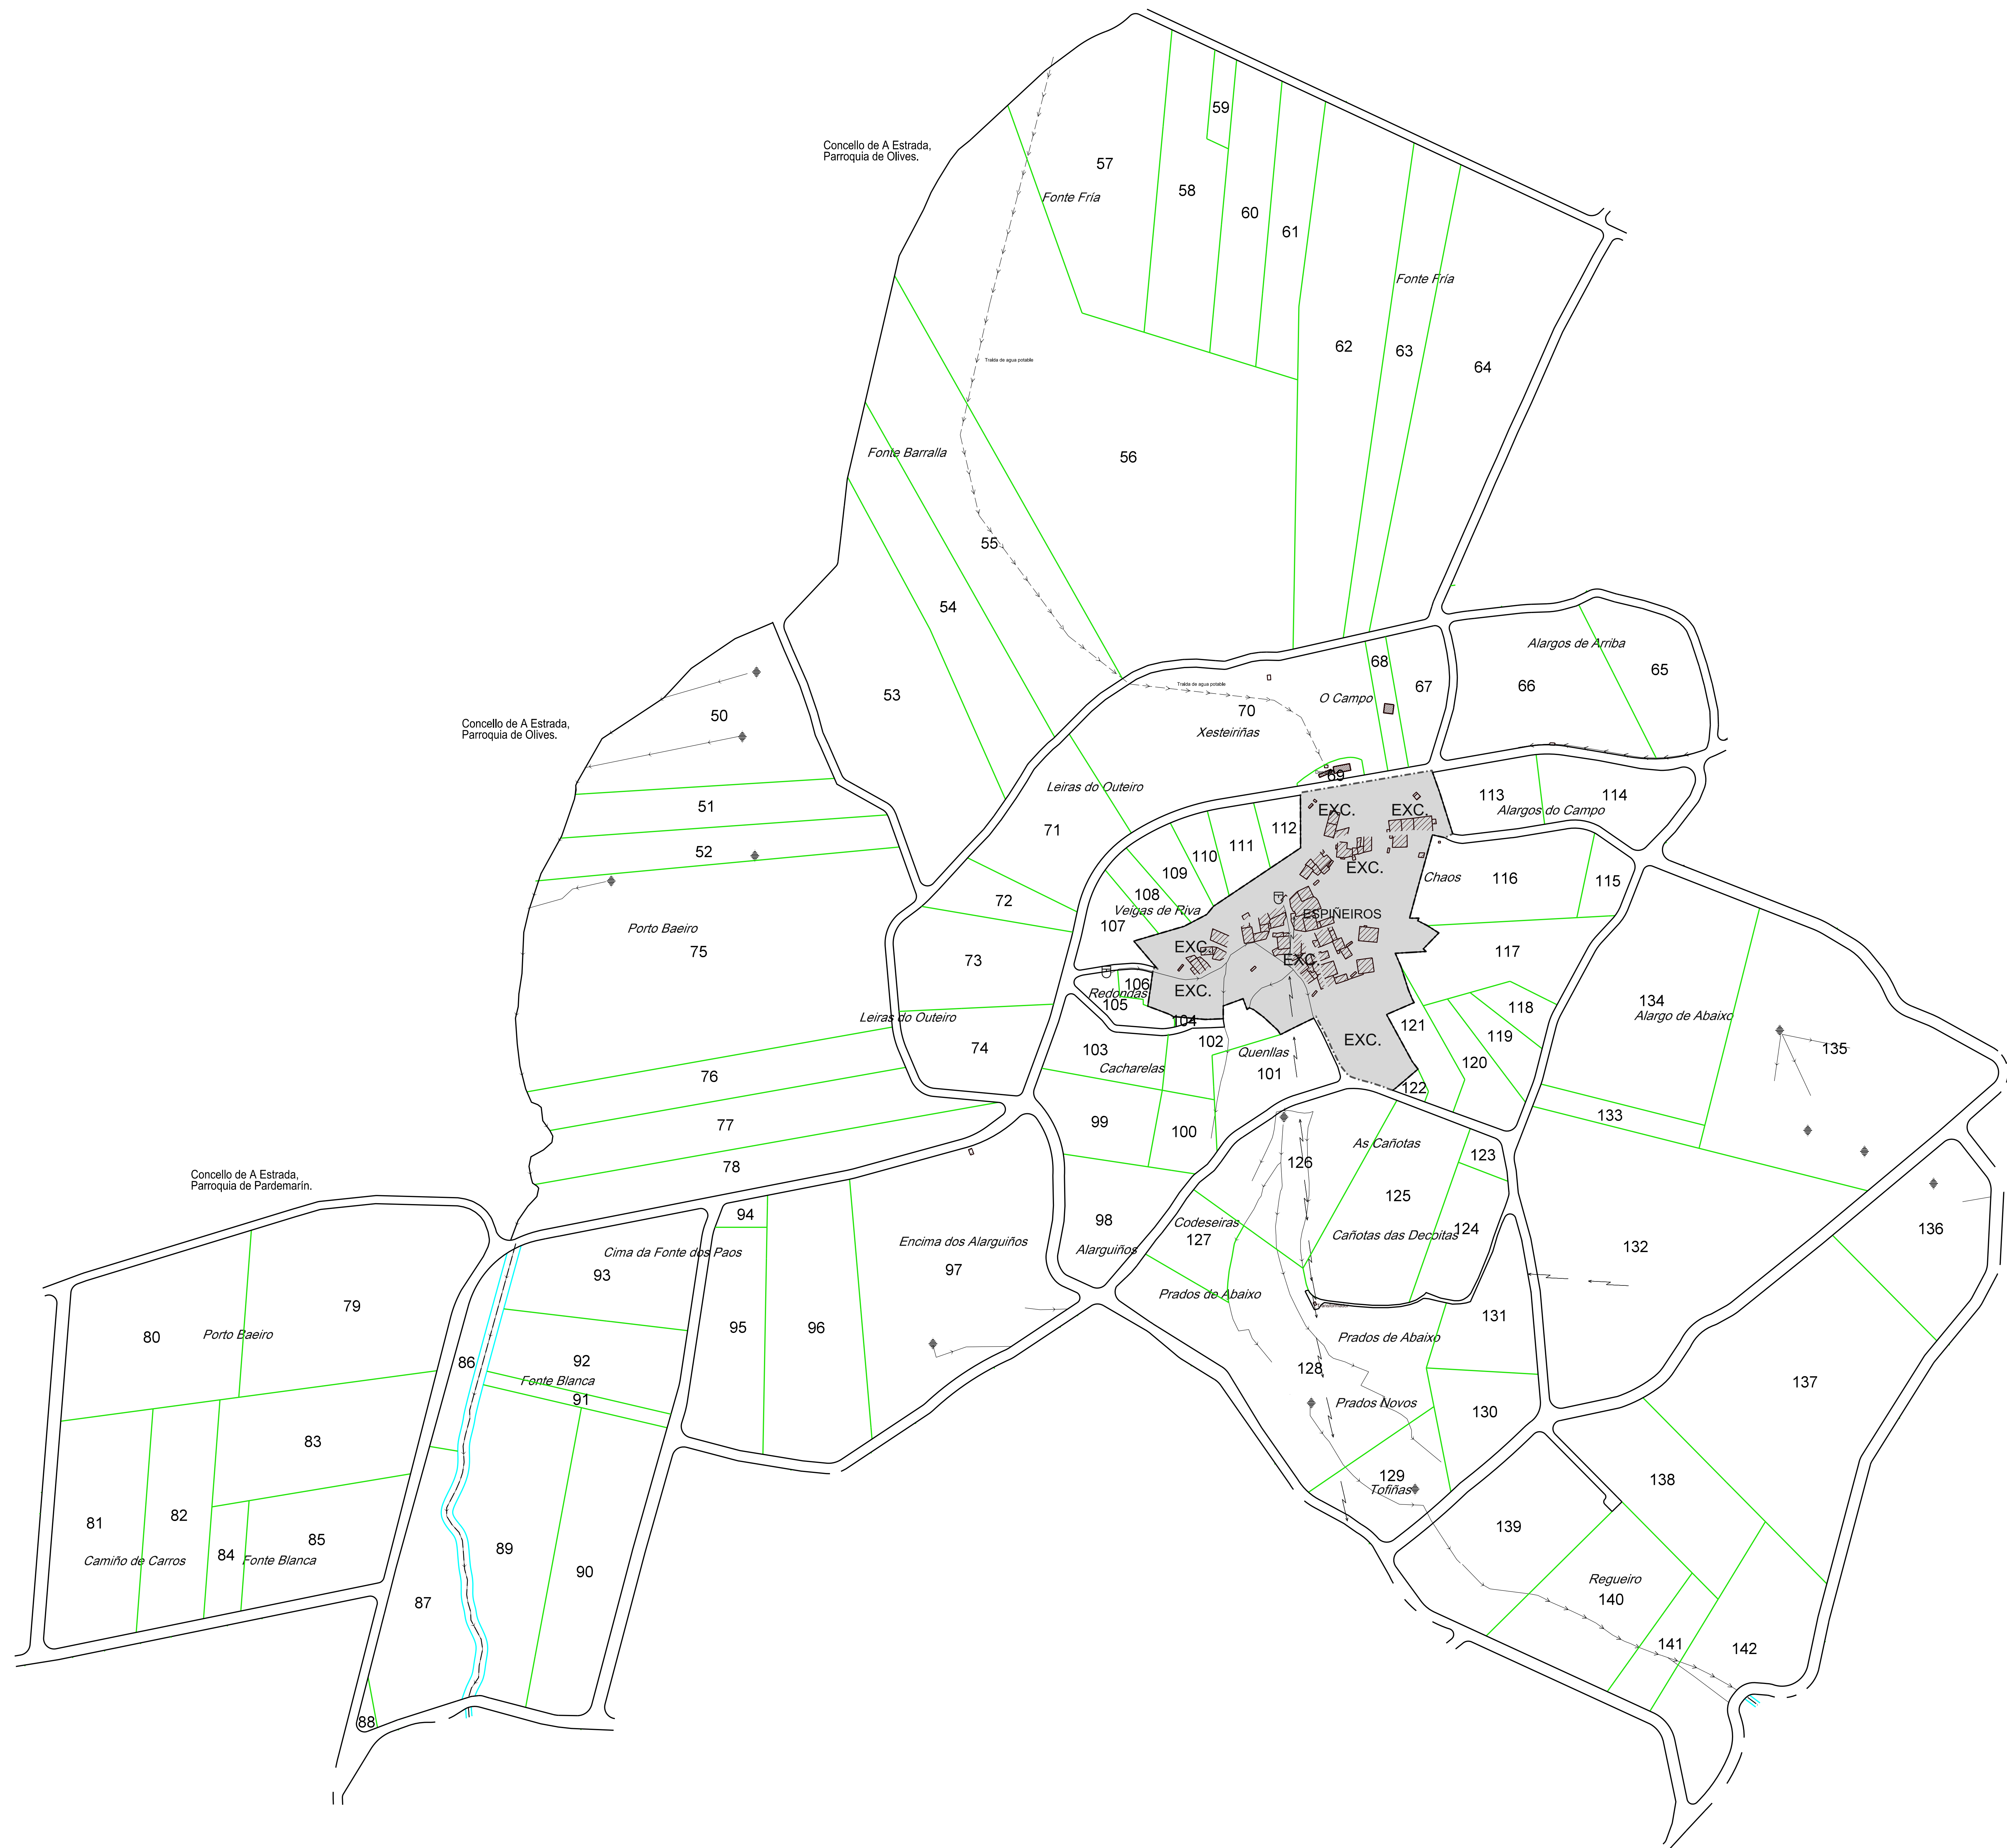 59
Concello de A Estrada,
Parroquia de Olives.
57
58
Fonte Fría
60
61
Fonte Fría
62
63
64
Traída de agua potable
Fonte Barralla
56
55
54
53
Alargos de Arriba
65
66
68
67
Traída de agua potable
O Campo
70
Xesteiriñas
50
Concello de A Estrada,
Parroquia de Olives.
69
Leiras do Outeiro
51
EXC.
EXC.
113
114
Alargos do Campo
71
112
111
110
52
109
EXC.
Chaos
116
115
108
72
Veigas de Riva
107
ESPIÑEIROS
Porto Baeiro
75
73
EXC.
EXC.
117
106
EXC.
Redondas
105
118
134
Alargo de Abaixo
Leiras do Outeiro
104
121
119
74
103
102
EXC.
135
Quenllas
101
Cacharelas
120
76
122
133
77
99
100
As Cañotas
78
126
123
Concello de A Estrada,
Parroquia de Pardemarín.
125
94
98
Codeseiras
127
124
Cañotas das Decoitas
136
Cima da Fonte dos Paos
93
Encima dos Alarguiños
97
Alarguiños
132
Prados de Abaixo
79
80
Porto Baeiro
95
96
131
Prados de Abaixo
86
92
128
Fonte Blanca
91
137
Prados Novos
130
83
129
Tofiñas
138
82
81
139
85
84
Camiño de Carros
Fonte Blanca
89
90
Regueiro
140
87
141
142
88